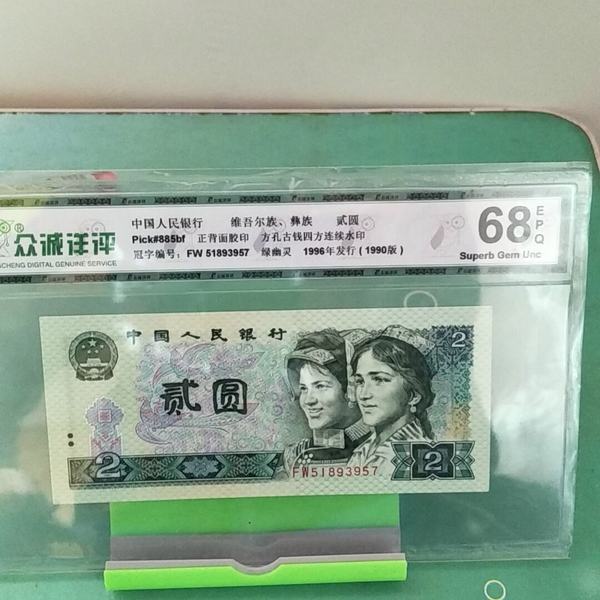 众诚评评®
CHENG DIGITAL GENUINE SERVICE
中国人民银行 维吾尔族、彝族 贰圆
Pick#885bf 正背面胶印 方孔古钱四方连续水印
冠字编号: FW 51893957 绿幽灵 1996年发行(1990版)
68
EPQ
Superb Gem Unc
中国人民银行
2
贰圆
2
FW51893957
2